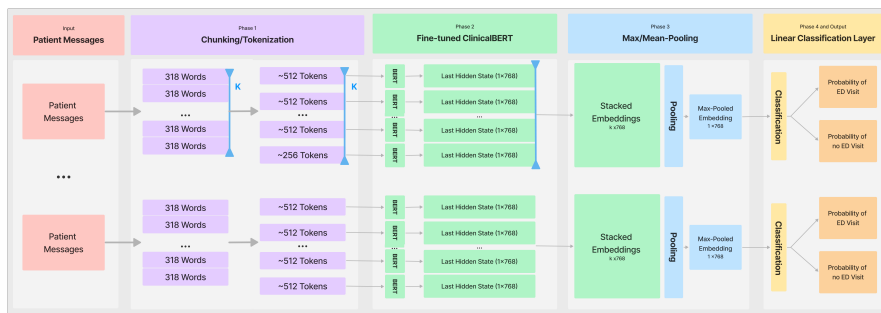 Input
Patient Messages
Phase 1
Chunking/Tokenization
Phase 2
Fine-tuned ClinicalBERT
Phase 3
Max/Mean-Pooling
Phase 4 and Output
Linear Classification Layer
Patient
Messages
...
Patient
Messages
318 Words
318 Words
...
318 Words
318 Words
K
~512 Tokens
~512 Tokens
...
~512 Tokens
~256 Tokens
K
BERT
BERT
...
BERT
BERT
Last Hidden State (1×768)
Last Hidden State (1×768)
...
Last Hidden State (1×768)
Last Hidden State (1×768)
Stacked
Embeddings
k x768
Pooling
Max-Pooled
Embedding
1 ×768
Classification
Probability of
ED Visit
Probability of
no ED Visit
318 Words
318 Words
...
318 Words
318 Words
~512 Tokens
~512 Tokens
...
~512 Tokens
~512 Tokens
BERT
BERT
...
BERT
BERT
Last Hidden State (1×768)
Last Hidden State (1×768)
...
Last Hidden State (1×768)
Last Hidden State (1×768)
Stacked
Embeddings
k x768
Pooling
Max-Pooled
Embedding
1 ×768
Classification
Probability of
ED Visit
Probability of
no ED Visit